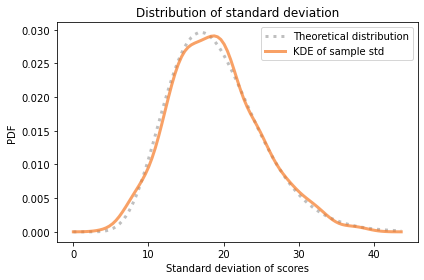 Distribution of standard deviation
Theoretical distribution
KDE of sample std
0.030
0.025
0.020
0.015
0.010
0.005
0.000
PDF
0
10
20
30
40
Standard deviation of scores